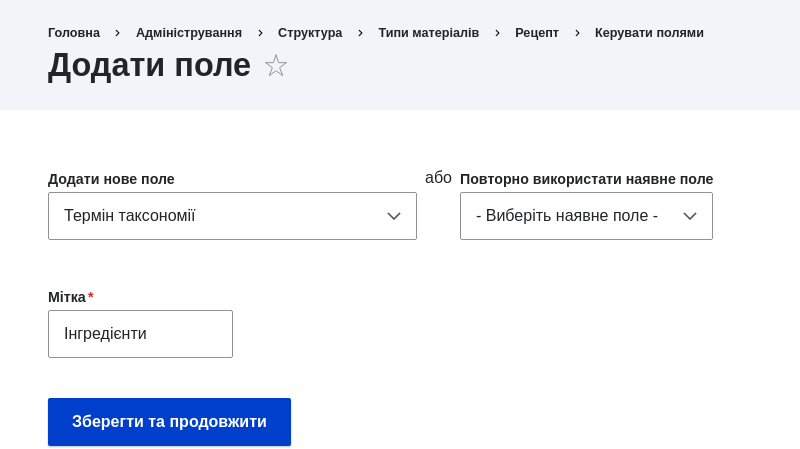 Головна > Адміністрування > Структура > Типи матеріалів > Рецепт > Керувати полями
Додати поле
Додати нове поле або Повторно використати наявне поле
Термін таксономії - Виберіть наявне поле -
Мітка*
Інгредієнти
Зберегти та продовжити